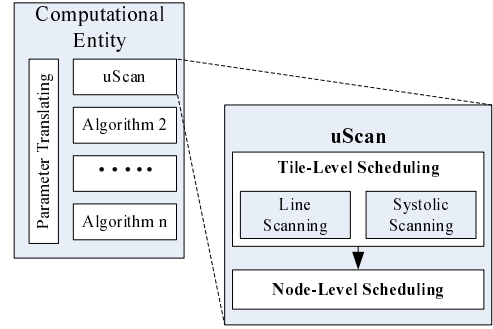 Computational
Entity
Parameter Translating
uScan
Algorithm 2
• • • • •
Algorithm n
uScan
Tile-Level Scheduling
Line
Scanning
Systolic
Scanning
Node-Level Scheduling